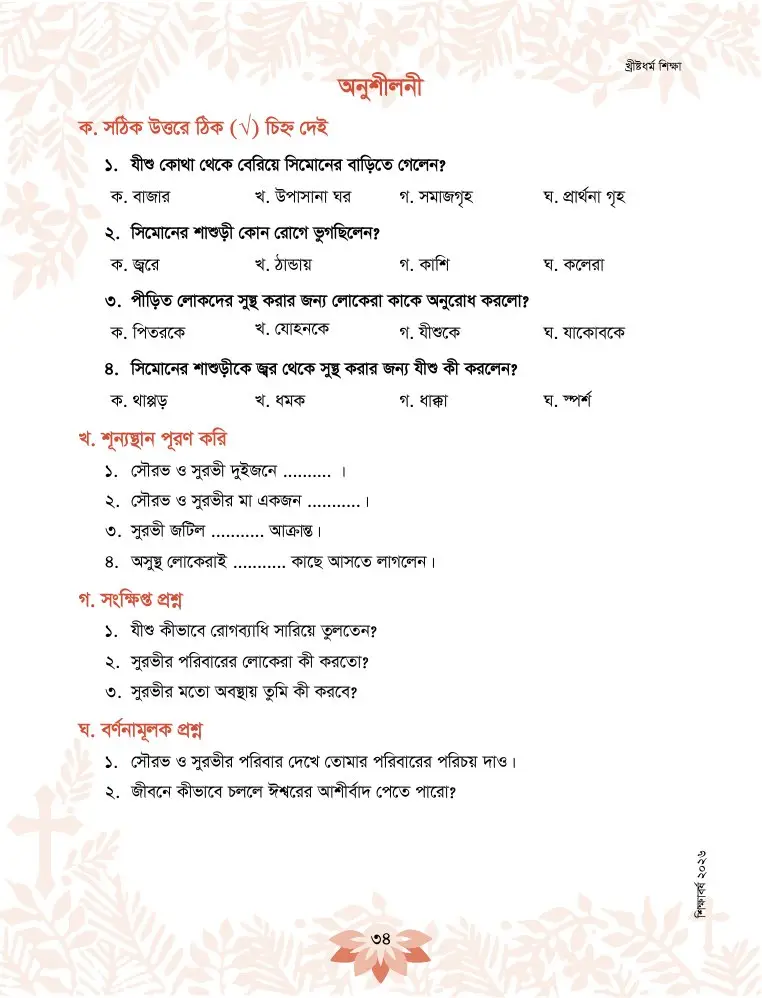 খ্রীষ্টধর্ম শিক্ষা
অনুশীলনী
ক. সঠিক উত্তরে ঠিক (√) চিহ্ন দেই
১. যীশু কোথা থেকে বেরিয়ে সিমোনের বাড়িতে গেলেন?
ক. বাজার খ. উপাসানা ঘর গ. সমাজগৃহ ঘ. প্রার্থনা গৃহ
২. সিমোনের শাশুড়ী কোন রোগে ভুগছিলেন?
ক. জ্বরে খ. ঠান্ডায় গ. কাশি ঘ. কলেরা
৩. পীড়িত লোকদের সুস্থ করার জন্য লোকেরা কাকে অনুরোধ করলো?
ক. পিতরকে খ. যোহনকে গ. যীশুকে ঘ. যাকোবকে
৪. সিমোনের শাশুড়ীকে জ্বর থেকে সুস্থ করার জন্য যীশু কী করলেন?
ক. থাপ্পড় খ. ধমক গ. ধাক্কা ঘ. স্পর্শ
খ. শূন্যস্থান পূরণ করি
১. সৌরভ ও সুরভী দুইজনে .......... ।
২. সৌরভ ও সুরভীর মা একজন ...........।
৩. সুরভী জটিল ........... আক্রান্ত।
৪. অসুস্থ লোকেরাই ........... কাছে আসতে লাগলেন।
গ. সংক্ষিপ্ত প্রশ্ন
১. যীশু কীভাবে রোগব্যাধি সারিয়ে তুলতেন?
২. সুরভীর পরিবারের লোকেরা কী করতো?
৩. সুরভীর মতো অবস্থায় তুমি কী করবে?
ঘ. বর্ণনামূলক প্রশ্ন
১. সৌরভ ও সুরভীর পরিবার দেখে তোমার পরিবারের পরিচয় দাও।
২. জীবনে কীভাবে চললে ঈশ্বরের আশীর্বাদ পেতে পারো?
শিক্ষাবর্ষ ২০২৬
৩৪